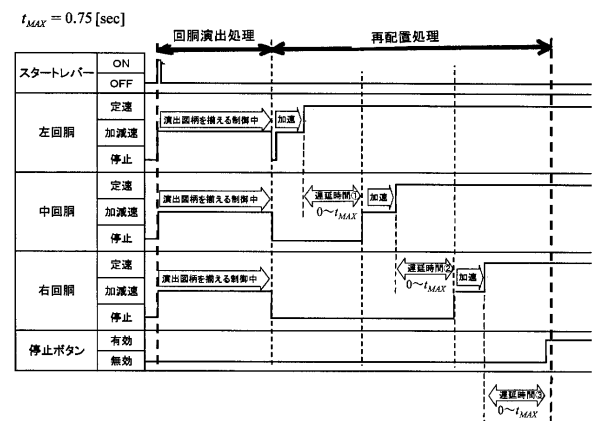 t_MAX = 0.75 [sec]
回胴演出処理
再配置処理
スタートレバー
ON
OFF
左回胴
定速
加減速
停止
演出図柄を揃える制御中
加速
中回胴
定速
加減速
停止
演出図柄を揃える制御中
遅延時間①
0～t_MAX
加速
右回胴
定速
加減速
停止
演出図柄を揃える制御中
遅延時間②
0～t_MAX
加速
停止ボタン
有効
無効
遅延時間③
0～t_MAX